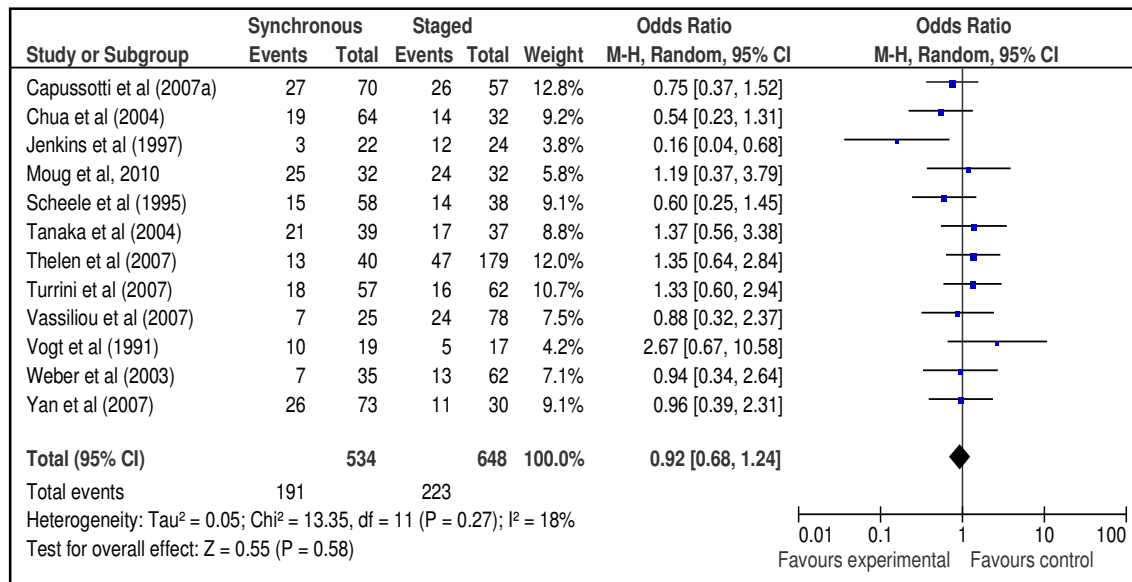 Synchronous Staged Odds Ratio Odds Ratio
Study or Subgroup Events Total Events Total Weight M-H, Random, 95% CI M-H, Random, 95% CI
Capussotti et al (2007a) 27 70 26 57 12.8% 0.75 [0.37, 1.52]
Chua et al (2004) 19 64 14 32 9.2% 0.54 [0.23, 1.31]
Jenkins et al (1997) 3 22 12 24 3.8% 0.16 [0.04, 0.68]
Moug et al, 2010 25 32 24 32 5.8% 1.19 [0.37, 3.79]
Scheele et al (1995) 15 58 14 38 9.1% 0.60 [0.25, 1.45]
Tanaka et al (2004) 21 39 17 37 8.8% 1.37 [0.56, 3.38]
Thelen et al (2007) 13 40 47 179 12.0% 1.35 [0.64, 2.84]
Turrini et al (2007) 18 57 16 62 10.7% 1.33 [0.60, 2.94]
Vassiliou et al (2007) 7 25 24 78 7.5% 0.88 [0.32, 2.37]
Vogt et al (1991) 10 19 5 17 4.2% 2.67 [0.67, 10.58]
Weber et al (2003) 7 35 13 62 7.1% 0.94 [0.34, 2.64]
Yan et al (2007) 26 73 11 30 9.1% 0.96 [0.39, 2.31]
Total (95% CI) 534 648 100.0% 0.92 [0.68, 1.24]
Total events 191 223
Heterogeneity: Tau² = 0.05; Chi² = 13.35, df = 11 (P = 0.27); I² = 18%
Test for overall effect: Z = 0.55 (P = 0.58)
0.01 0.1 1 10 100
Favours experimental Favours control